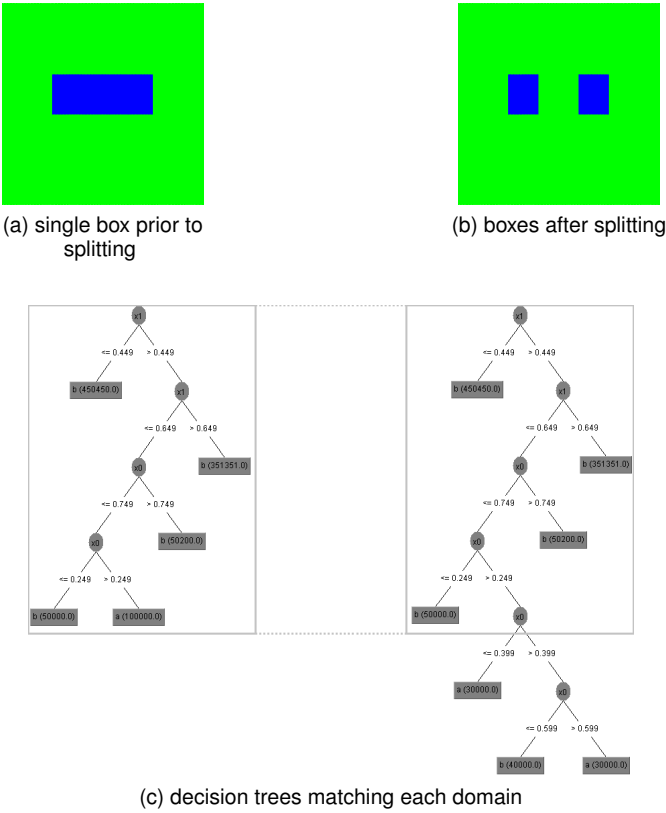 (a) single box prior to
splitting
(b) boxes after splitting
x1
<= 0.449 > 0.449
b (450450.0)
x1
<= 0.649 > 0.649
x0
b (351351.0)
<= 0.749 > 0.749
x0
b (50200.0)
<= 0.249 > 0.249
b (50000.0)
a (100000.0)
x1
<= 0.449 > 0.449
b (450450.0)
x1
<= 0.649 > 0.649
x0
b (351351.0)
<= 0.749 > 0.749
x0
b (50200.0)
<= 0.249 > 0.249
b (50000.0)
x0
<= 0.399 > 0.399
a (30000.0)
x0
<= 0.599 > 0.599
b (40000.0)
a (30000.0)
(c) decision trees matching each domain